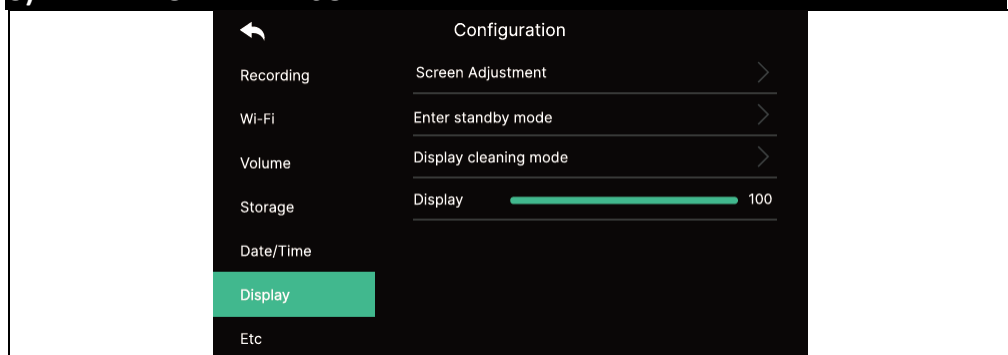 Configuration
Recording
Wi-Fi
Volume
Storage
Date/Time
Display
Etc
Screen Adjustment
Enter standby mode
Display cleaning mode
Display 100